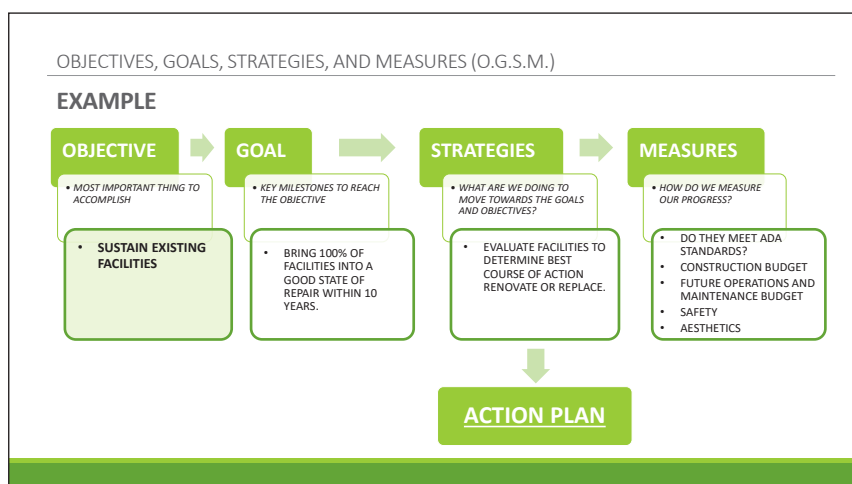 OBJECTIVES, GOALS, STRATEGIES, AND MEASURES (O.G.S.M.)
EXAMPLE
OBJECTIVE
• MOST IMPORTANT THING TO
ACCOMPLISH
• SUSTAIN EXISTING
FACILITIES
GOAL
• KEY MILESTONES TO REACH
THE OBJECTIVE
• BRING 100% OF
FACILITIES INTO A
GOOD STATE OF
REPAIR WITHIN 10
YEARS.
STRATEGIES
• WHAT ARE WE DOING TO
MOVE TOWARDS THE GOALS
AND OBJECTIVES?
• EVALUATE FACILITIES TO
DETERMINE BEST
COURSE OF ACTION
RENOVATE OR REPLACE.
MEASURES
• HOW DO WE MEASURE
OUR PROGRESS?
• DO THEY MEET ADA
STANDARDS?
• CONSTRUCTION BUDGET
• FUTURE OPERATIONS AND
MAINTENANCE BUDGET
• SAFETY
• AESTHETICS
ACTION PLAN